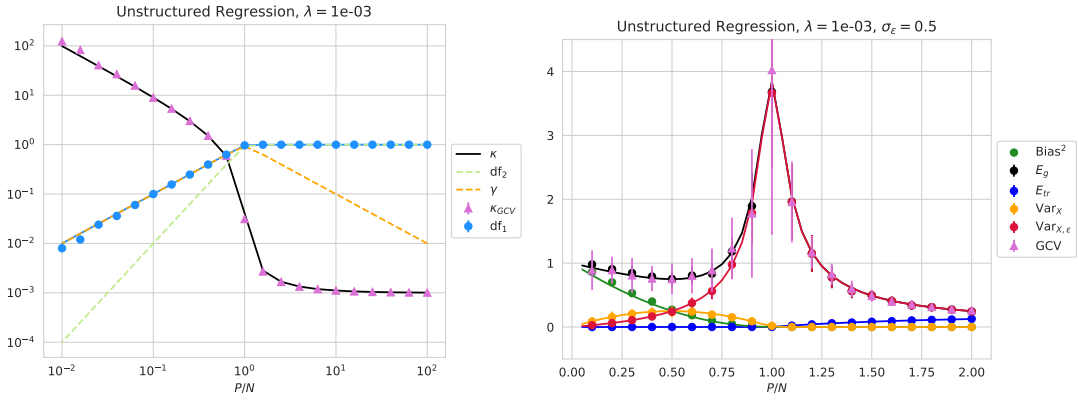 Unstructured Regression, λ = 1e-03
10²
10¹
10⁰
10⁻¹
10⁻²
10⁻³
10⁻⁴
10⁻²
10⁻¹
10⁰
10¹
10²
P/N
κ
df₂
γ
κ_GCV
df₁
Unstructured Regression, λ = 1e-03, σ_ε = 0.5
4
3
2
1
0
0.00
0.25
0.50
0.75
1.00
1.25
1.50
1.75
2.00
P/N
Bias²
E_g
E_tr
Var_X
Var_X,ε
GCV